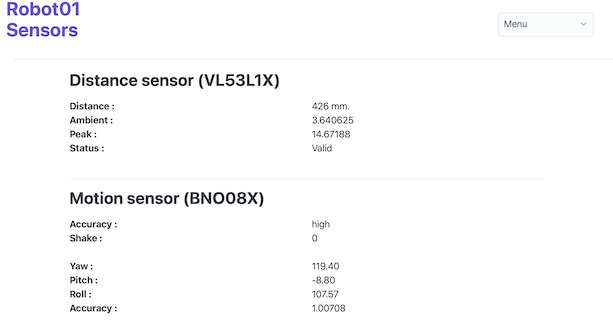 Robot01
Sensors
Menu
Distance sensor (VL53L1X)
Distance : 426 mm.
Ambient : 3.640625
Peak : 14.67188
Status : Valid
Motion sensor (BNO08X)
Accuracy : high
Shake : 0
Yaw : 119.40
Pitch : -8.80
Roll : 107.57
Accuracy : 1.00708